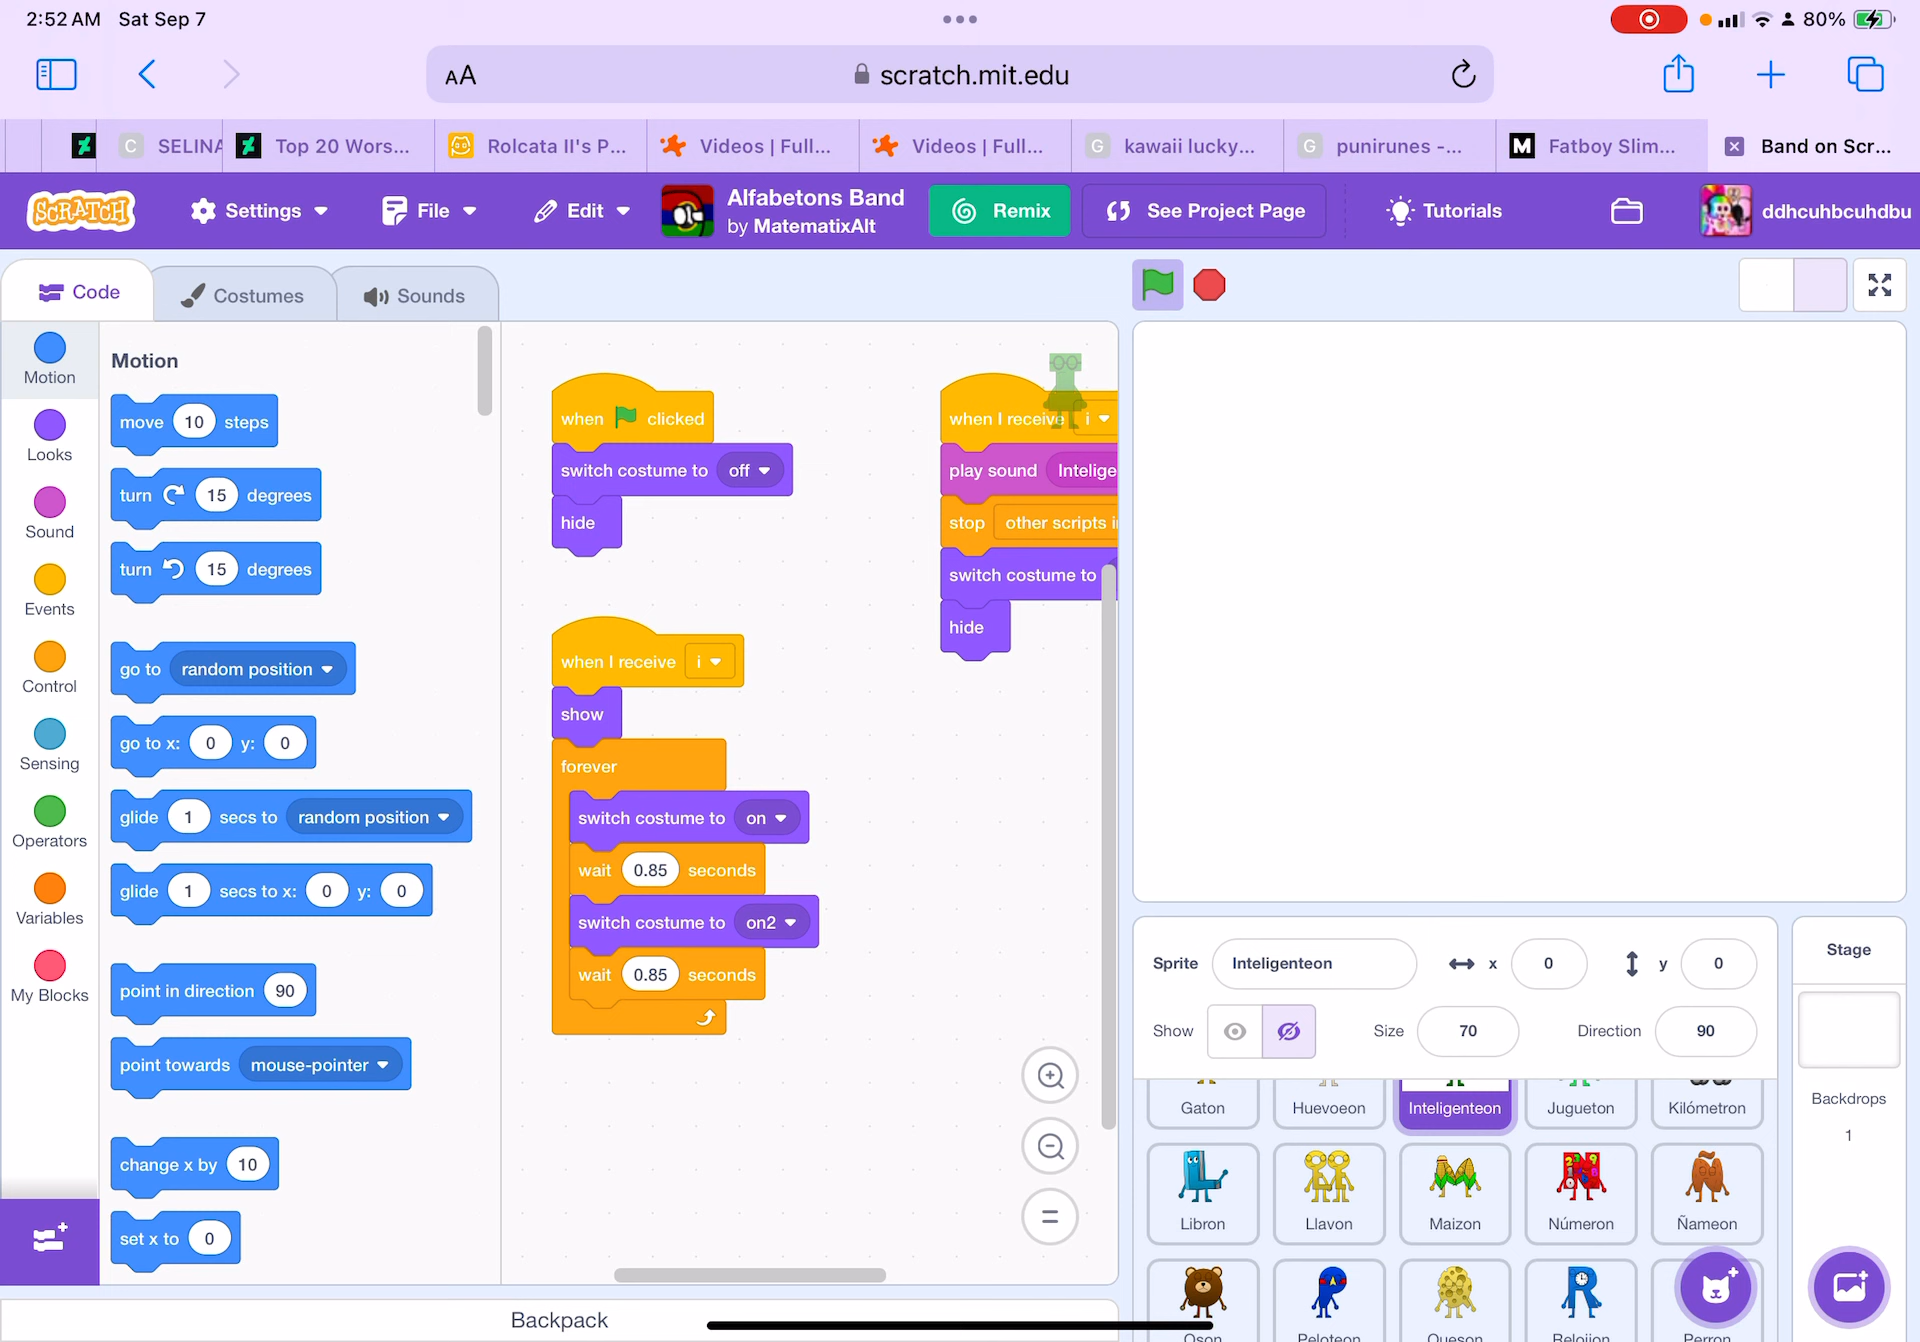 2:52 AM Sat Sep 7
80%
AA
scratch.mit.edu
SELINA
Top 20 Wors...
Rolcata II's P...
Videos | Full...
Videos | Full...
kawaii lucky...
punirunes -...
Fatboy Slim...
Band on Scr...
SCRATCH
Settings
File
Edit
Alfabetons Band
by MatematixAlt
Remix
See Project Page
Tutorials
ddhcuhbcuhdbu
Code
Costumes
Sounds
Motion
Looks
Sound
Events
Control
Sensing
Operators
Variables
My Blocks
Motion
move 10 steps
turn 15 degrees
turn 15 degrees
go to random position
go to x: 0 y: 0
glide 1 secs to random position
glide 1 secs to x: 0 y: 0
point in direction 90
point towards mouse-pointer
change x by 10
set x to 0
when clicked
switch costume to off
hide
when I receive i
show
forever
switch costume to on
wait 0.85 seconds
switch costume to on2
wait 0.85 seconds
when I receive i
play sound Intelige
stop other scripts i
switch costume to
hide
Backpack
Sprite Inteligenteon x 0 y 0
Show Size 70 Direction 90
Gaton
Huevoeon
Inteligenteon
Jugueton
Kilómetron
Libron
Llavon
Maizon
Númeron
Ñameon
Oson
Peloteon
Queson
Relojion
Perron
Stage
Backdrops
1